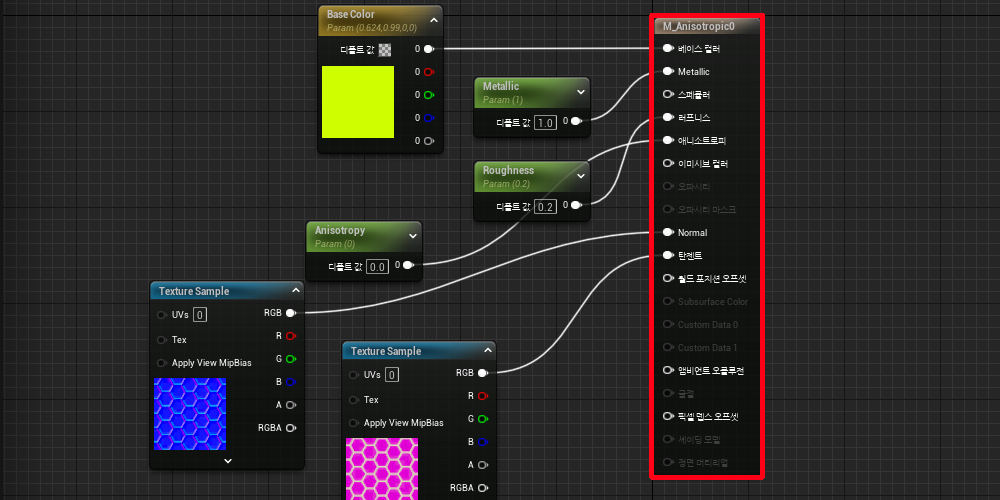 Base Color
Param (0.624,0.99,0,0)
디폴트 값 0
0
0
0
0
Metallic
Param (1)
디폴트 값 1.0 0
Roughness
Param (0.2)
디폴트 값 0.2 0
Anisotropy
Param (0)
디폴트 값 0.0 0
Texture Sample
UVs 0
Tex
Apply View MipBias
RGB
R
G
B
A
RGBA
Texture Sample
UVs 0
Tex
Apply View MipBias
RGB
R
G
B
A
RGBA
M_Anisotropic0
베이스 컬러
Metallic
스페큘러
러프니스
애니소트로피
이미시브 컬러
오파시티
오파시티 마스크
Normal
탄젠트
월드 포지션 오프셋
Subsurface Color
Custom Data 0
Custom Data 1
앰비언트 오클루전
굴절
픽셀 뎁스 오프셋
셰이딩 모델
표면 머티리얼